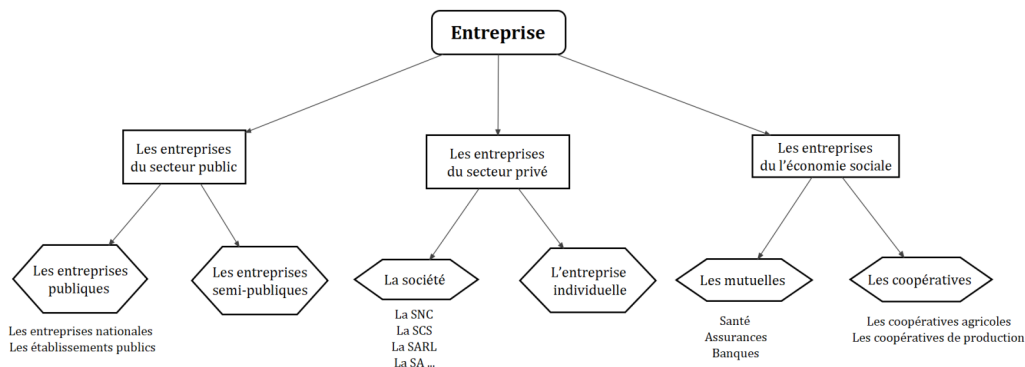 Entreprise
Les entreprises
du secteur public
Les entreprises
du secteur privé
Les entreprises
du l'économie sociale
Les entreprises
publiques
Les entreprises
semi-publiques
La société
L'entreprise
individuelle
Les mutuelles
Les coopératives
Les entreprises nationales
Les établissements publics
La SNC
La SCS
La SARL
La SA ...
Santé
Assurances
Banques
Les coopératives agricoles
Les coopératives de production